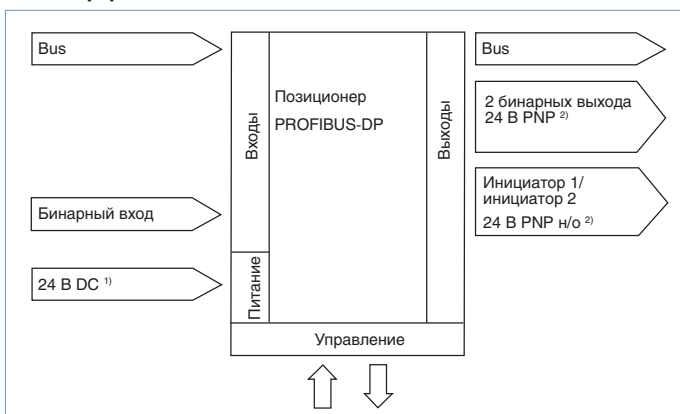 Bus
Бинарный вход
24 В DC ¹⁾
Входы
Питание
Позиционер
PROFIBUS-DP
Выходы
Управление
Bus
2 бинарных выхода
24 В PNP ²⁾
Инициатор 1/
инициатор 2
24 В PNP н/о ²⁾